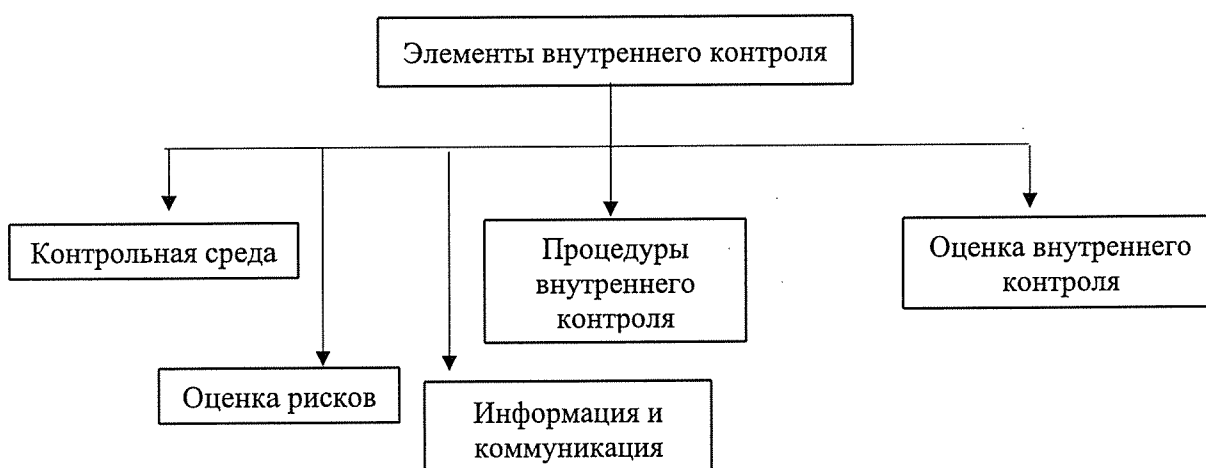 Элементы внутреннего контроля
Контрольная среда
Процедуры
внутреннего
контроля
Оценка внутреннего
контроля
Оценка рисков
Информация и
коммуникация